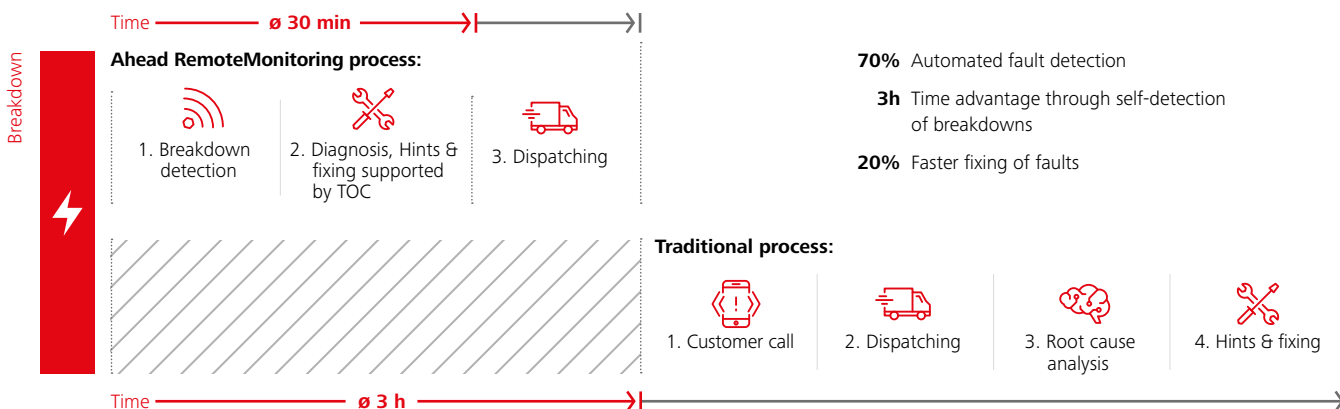 Time
ø 30 min
Breakdown
Ahead RemoteMonitoring process:
1. Breakdown
detection
2. Diagnosis, Hints &
fixing supported
by TOC
3. Dispatching
70% Automated fault detection
3h Time advantage through self-detection
of breakdowns
20% Faster fixing of faults
Traditional process:
1. Customer call
2. Dispatching
3. Root cause
analysis
4. Hints & fixing
Time
ø 3 h